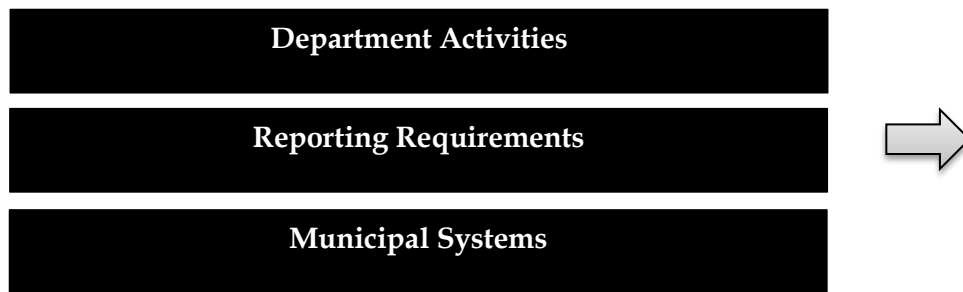 Department Activities
Reporting Requirements
Municipal Systems